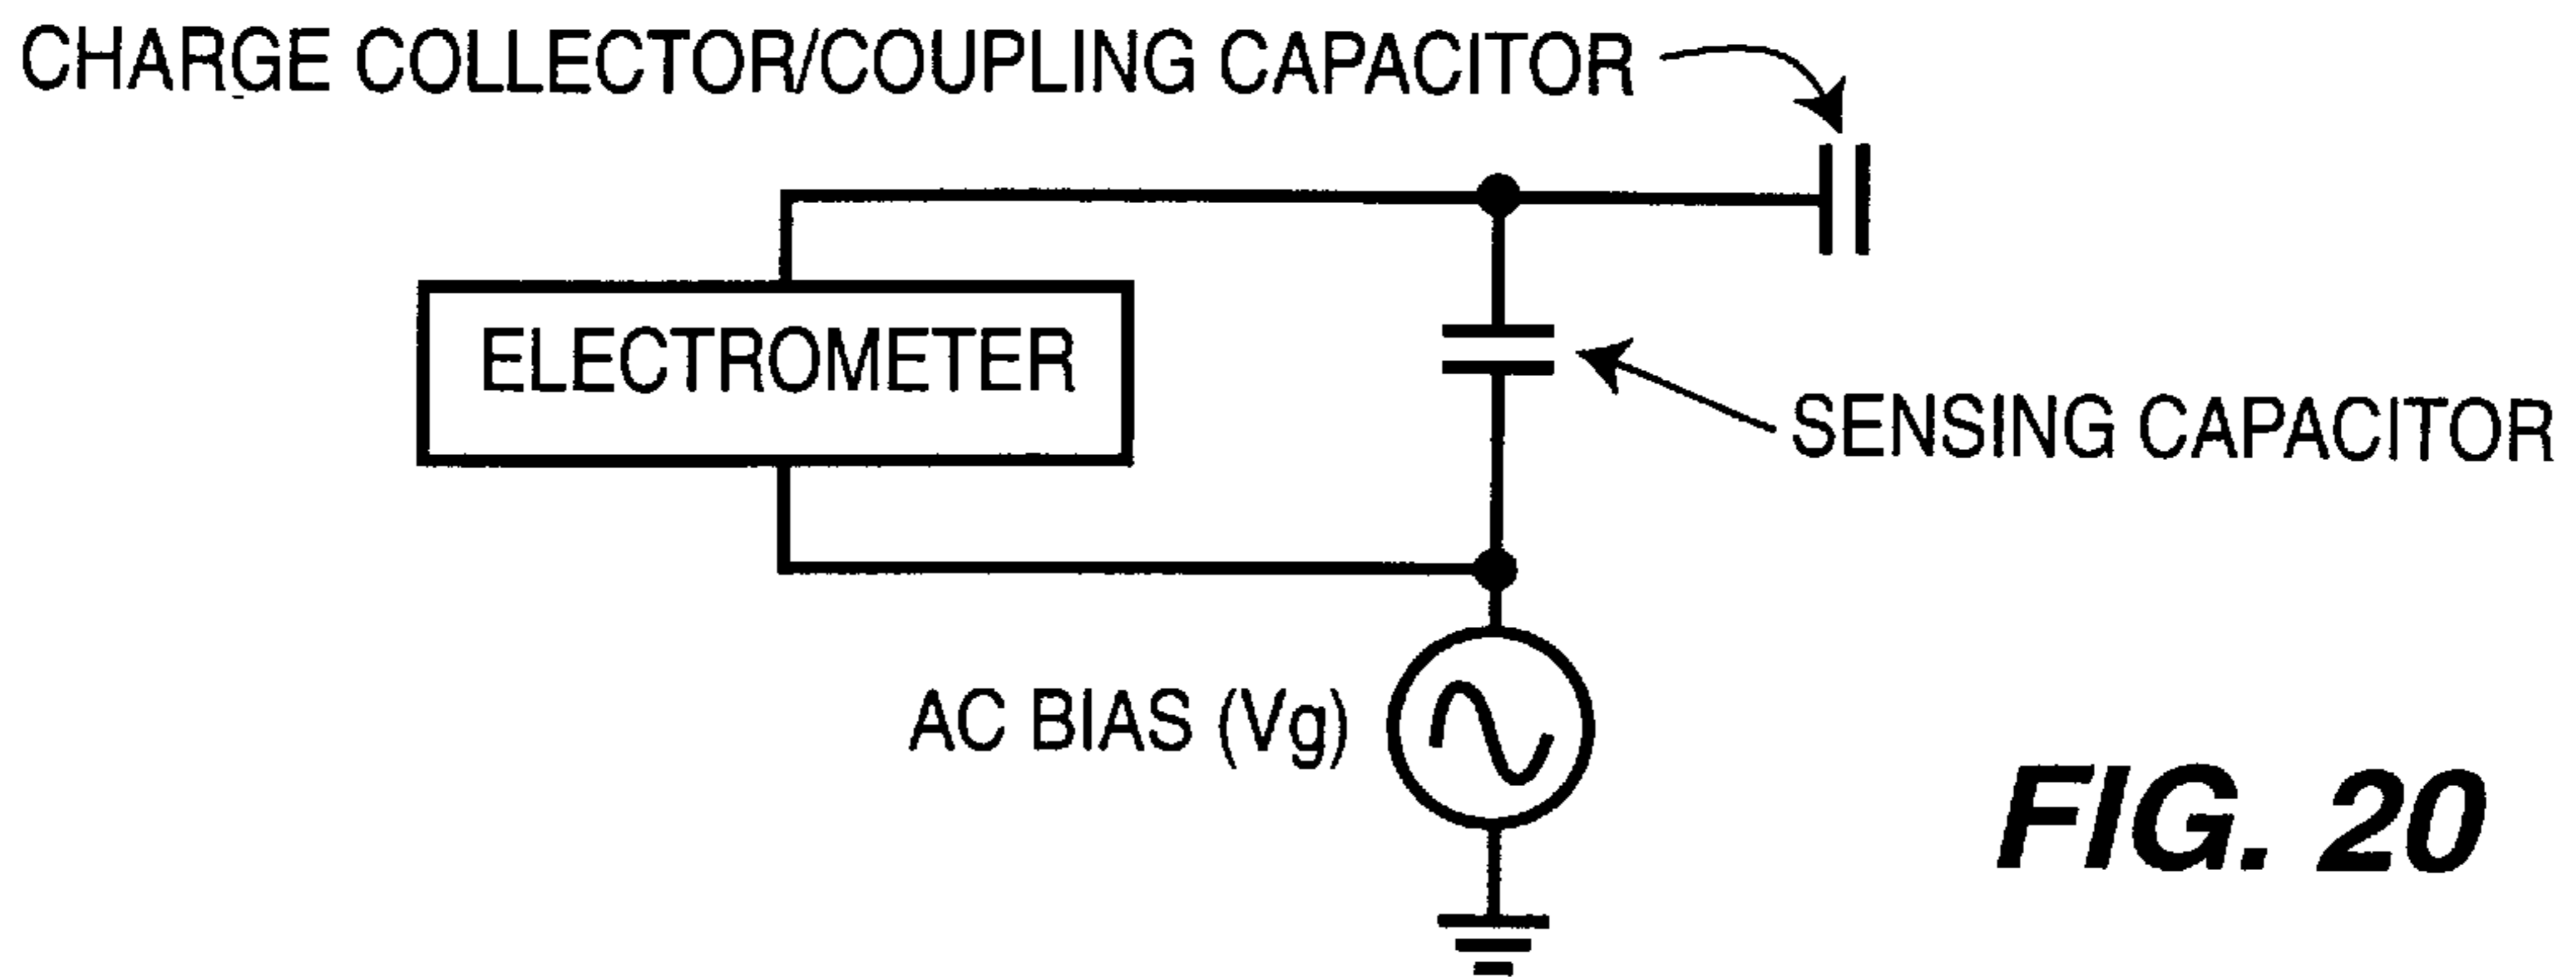 CHARGE COLLECTOR/COUPLING CAPACITOR
ELECTROMETER
SENSING CAPACITOR
AC BIAS (Vg)
FIG. 20